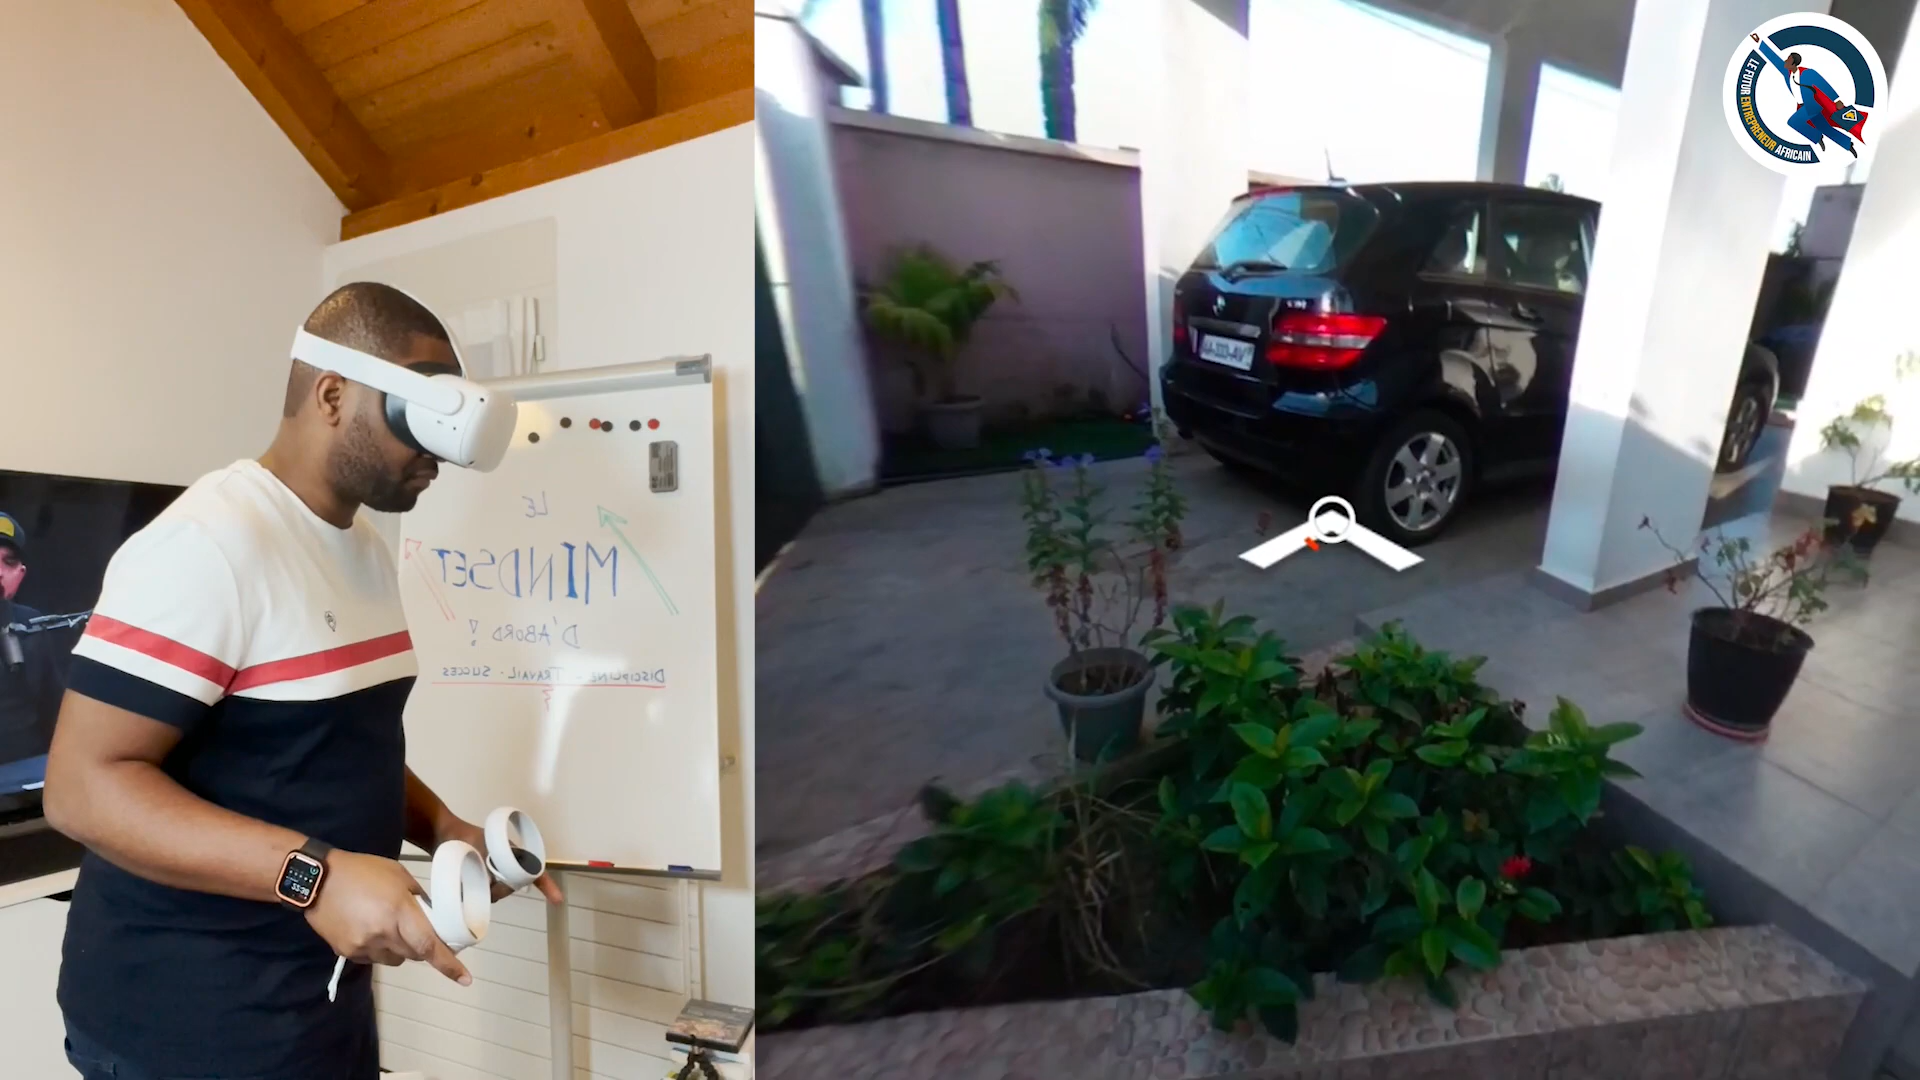 LE
MINDSET
D'ABORD !
DISCIPLINE - TRAVAIL - SUCCES
LE FUTUR ENTREPRENEUR AFRICAIN